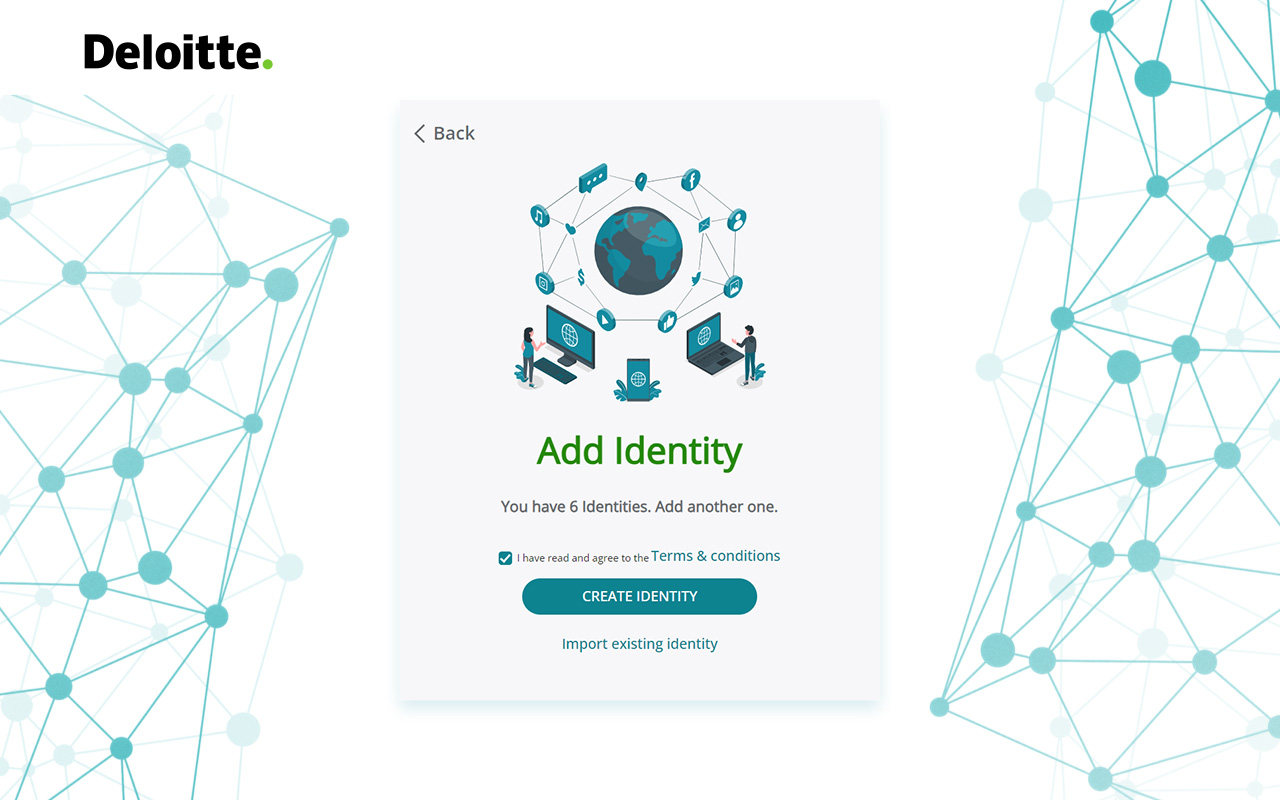 Deloitte.
Back
Add Identity
You have 6 Identities. Add another one.
I have read and agree to the Terms & conditions
CREATE IDENTITY
Import existing identity